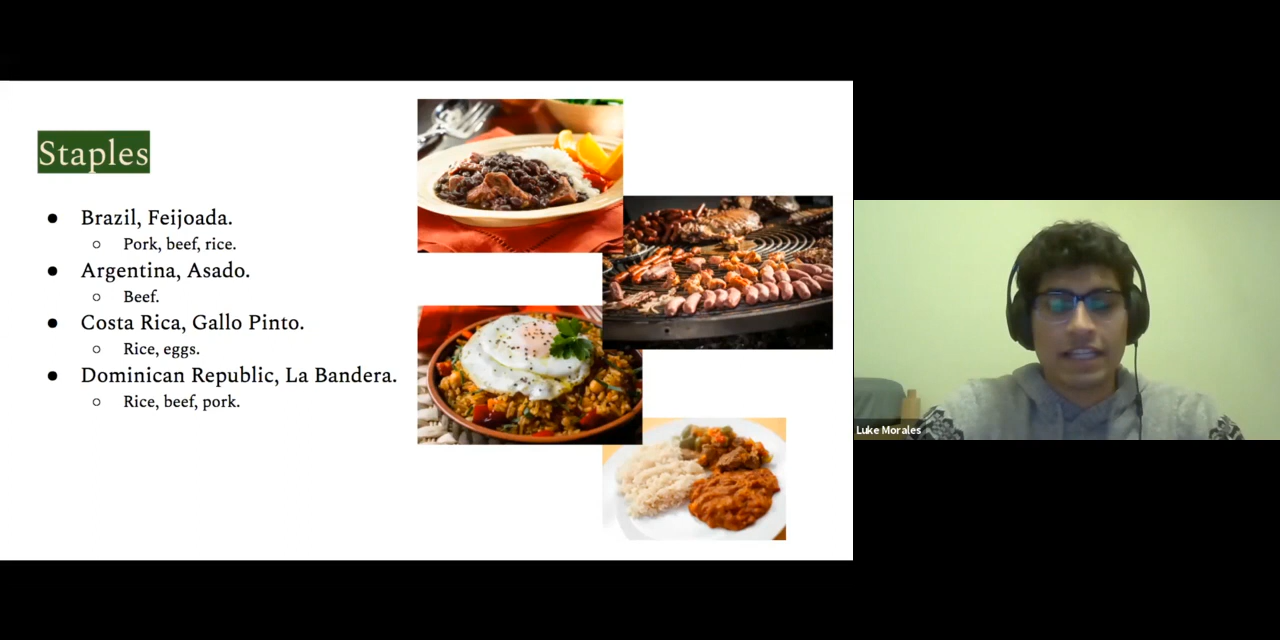 Staples
● Brazil, Feijoada.
○ Pork, beef, rice.
● Argentina, Asado.
○ Beef.
● Costa Rica, Gallo Pinto.
○ Rice, eggs.
● Dominican Republic, La Bandera.
○ Rice, beef, pork.
Luke Morales